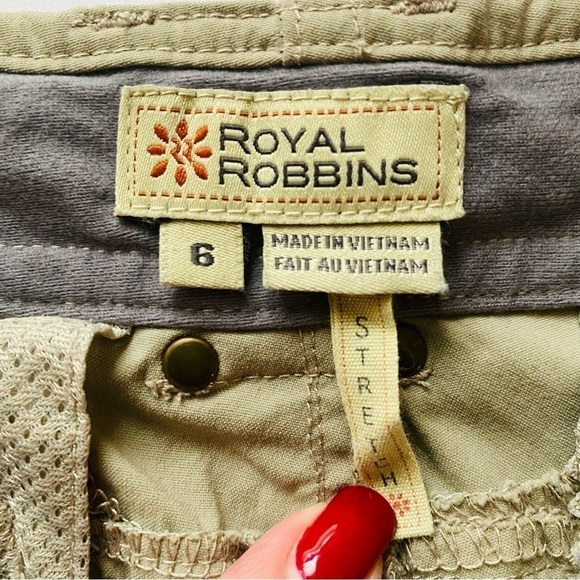 ROYAL
ROBBINS
6
MADE IN VIETNAM
FAIT AU VIETNAM
STRETCH